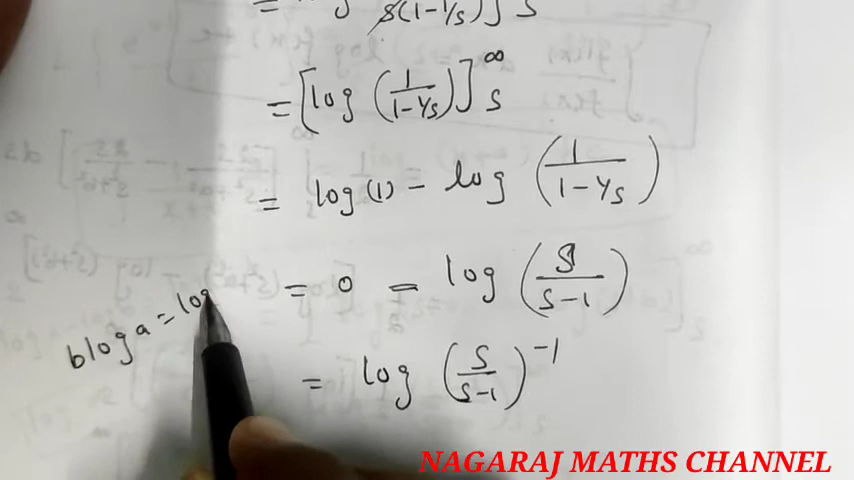 = [log (1/(1-1/s))]_s^∞
= log(1) - log (1/(1-1/s))
= 0 - log (s/(s-1))
b log a = log
= log (s/(s-1))^-1
NAGARAJ MATHS CHANNEL